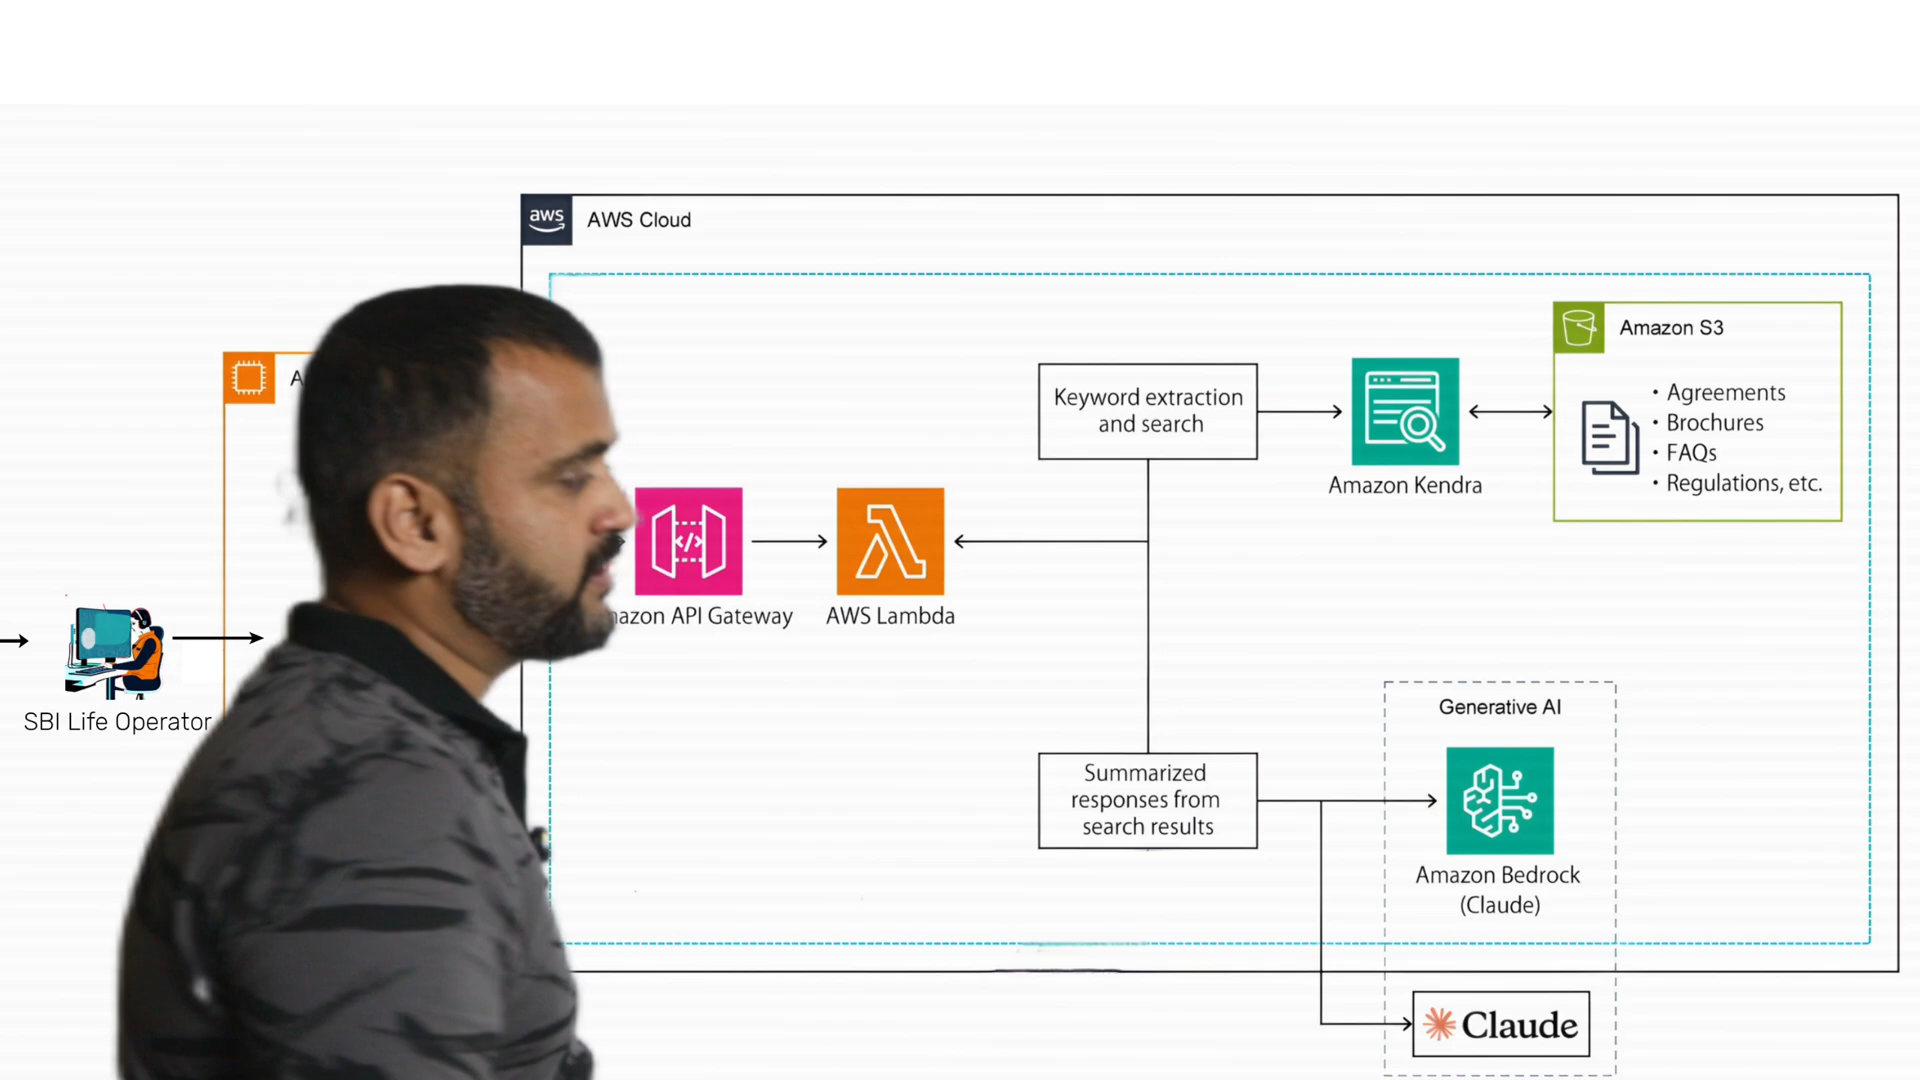 aws
AWS Cloud
Amazon S3
• Agreements
• Brochures
• FAQs
• Regulations, etc.
Keyword extraction
and search
Amazon Kendra
A
</>
azon API Gateway
AWS Lambda
SBI Life Operator
Generative AI
Summarized
responses from
search results
Amazon Bedrock
(Claude)
Claude